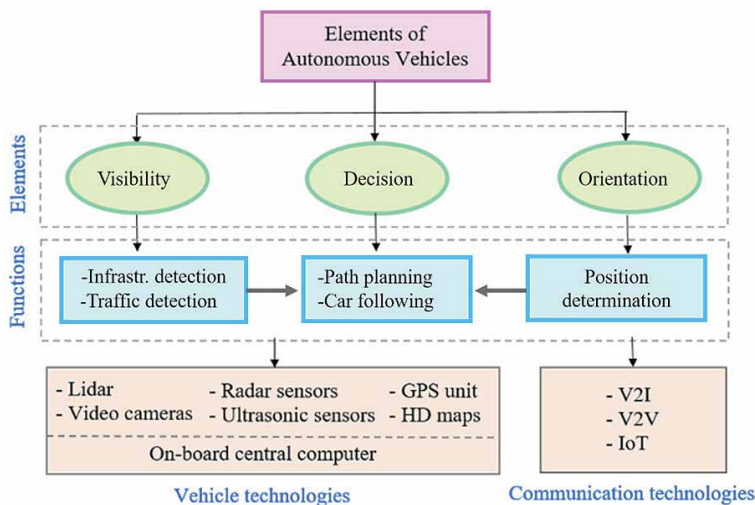 Elements of
Autonomous Vehicles
Elements
Visibility
Decision
Orientation
Functions
-Infrastr. detection
-Traffic detection
-Path planning
-Car following
Position
determination
- Lidar
- Radar sensors
- GPS unit
- Video cameras
- Ultrasonic sensors
- HD maps
On-board central computer
- V2I
- V2V
- IoT
Vehicle technologies
Communication technologies